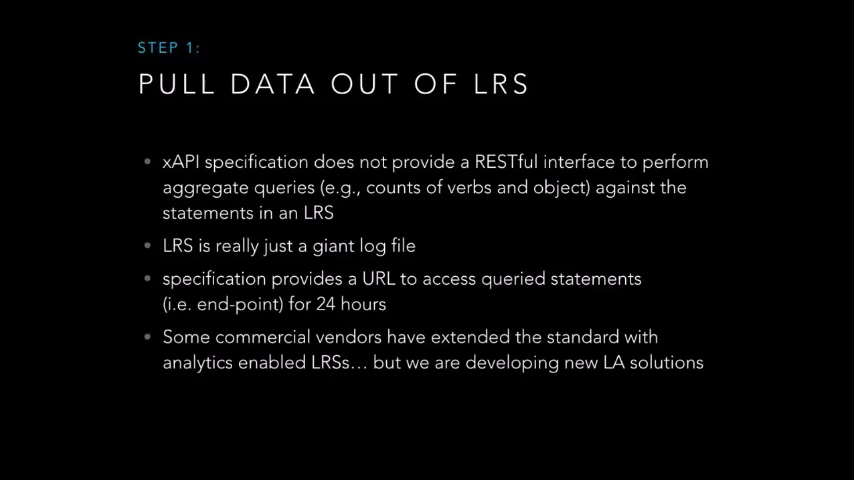 STEP 1:
PULL DATA OUT OF LRS
• xAPI specification does not provide a RESTful interface to perform
aggregate queries (e.g., counts of verbs and object) against the
statements in an LRS
• LRS is really just a giant log file
• specification provides a URL to access queried statements
(i.e. end-point) for 24 hours
• Some commercial vendors have extended the standard with
analytics enabled LRSs… but we are developing new LA solutions